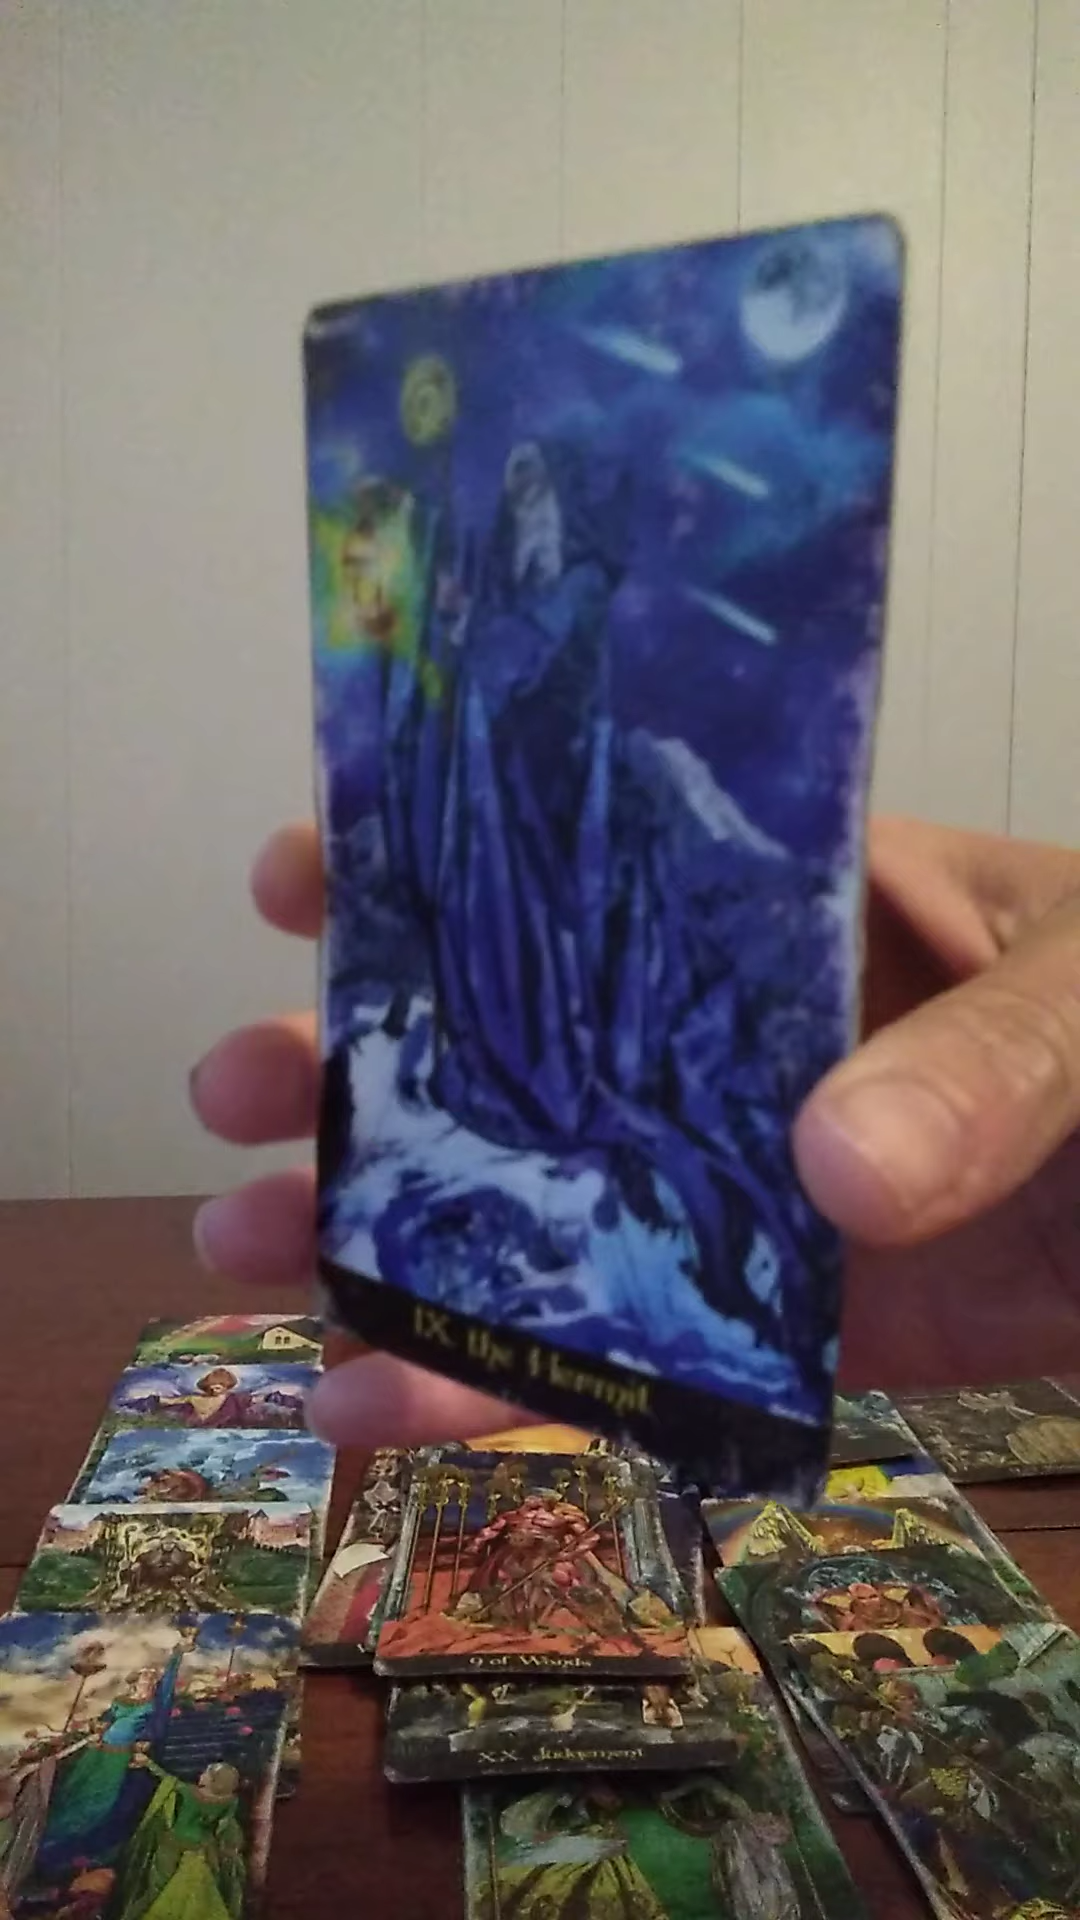 IX the Hermit
9 of Wands
XX Judgement